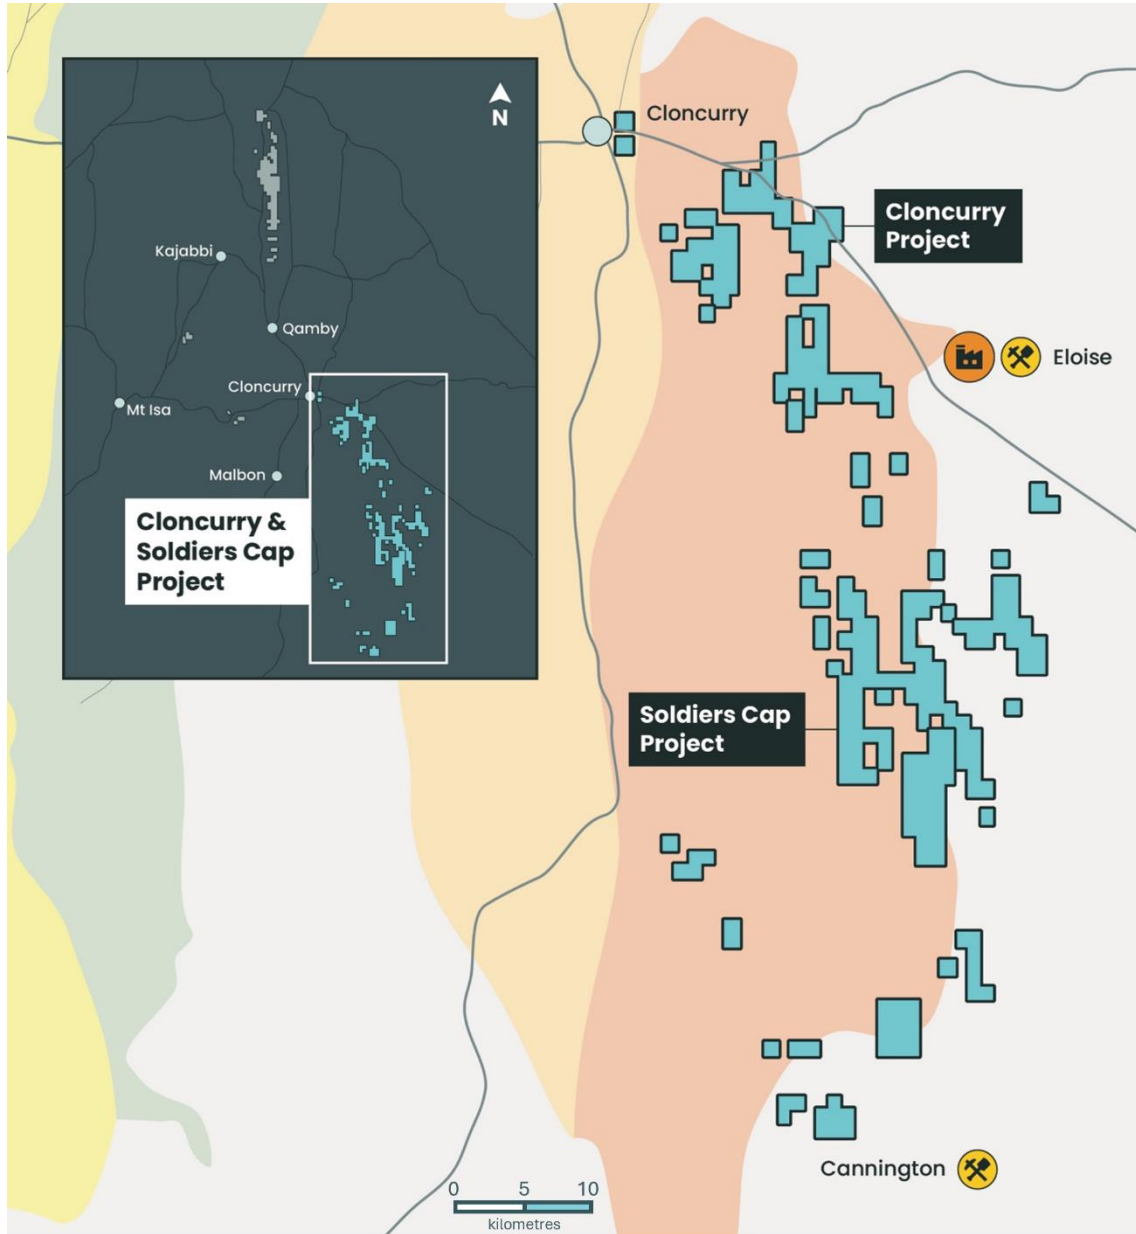 N
Kajabbi
Qamby
Cloncurry
Mt Isa
Malbon
Cloncurry &
Soldiers Cap
Project
Cloncurry
Cloncurry
Project
Eloise
Soldiers Cap
Project
Cannington
0 5 10
kilometres